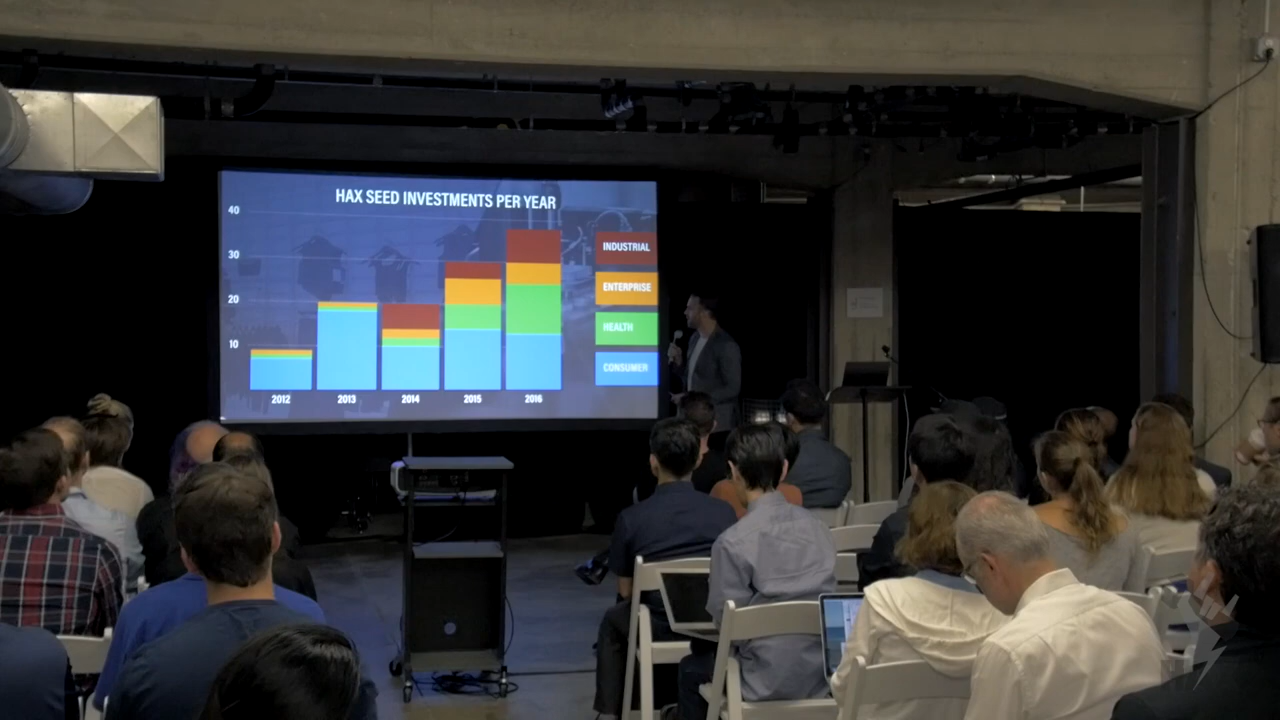 HAX SEED INVESTMENTS PER YEAR
40
30
20
10
INDUSTRIAL
ENTERPRISE
HEALTH
CONSUMER
2012 2013 2014 2015 2016